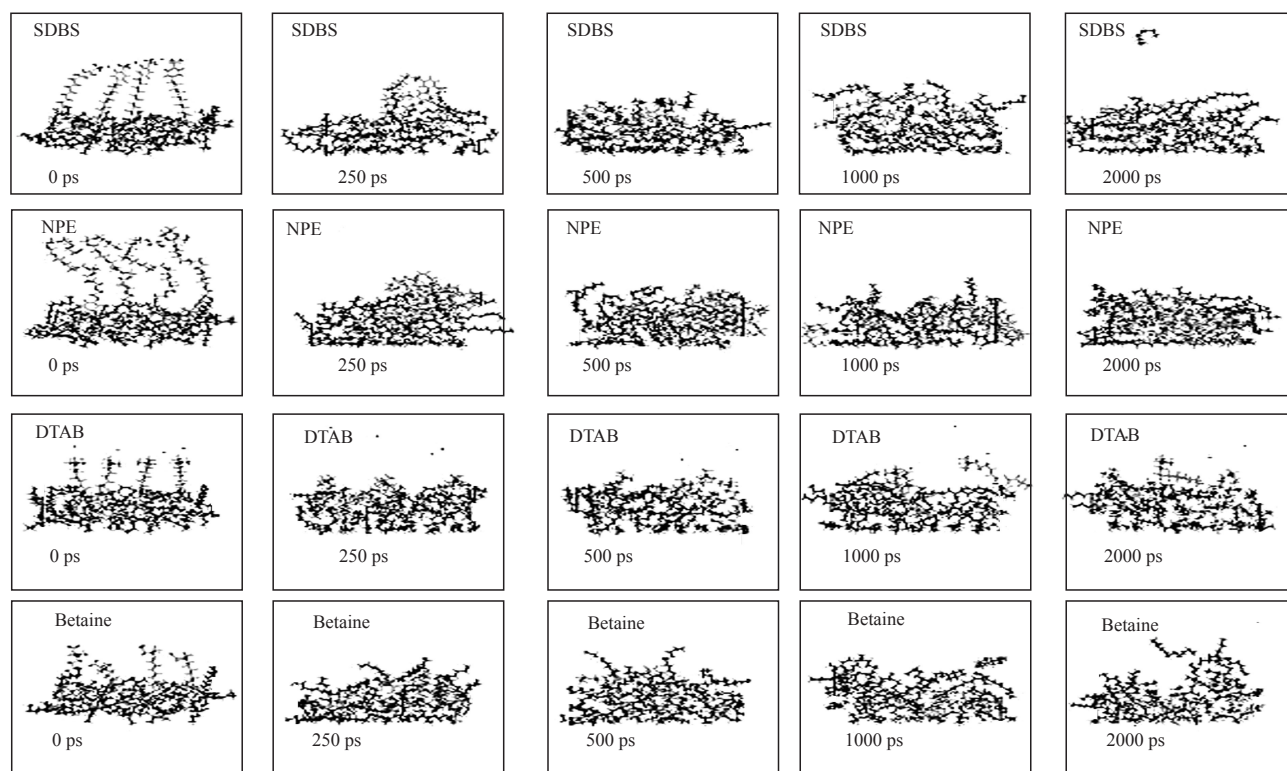 SDBS
SDBS
SDBS
SDBS
SDBS
0 ps
250 ps
500 ps
1000 ps
2000 ps
NPE
NPE
NPE
NPE
NPE
0 ps
250 ps
500 ps
1000 ps
2000 ps
DTAB
DTAB
DTAB
DTAB
DTAB
0 ps
250 ps
500 ps
1000 ps
2000 ps
Betaine
Betaine
Betaine
Betaine
Betaine
0 ps
250 ps
500 ps
1000 ps
2000 ps